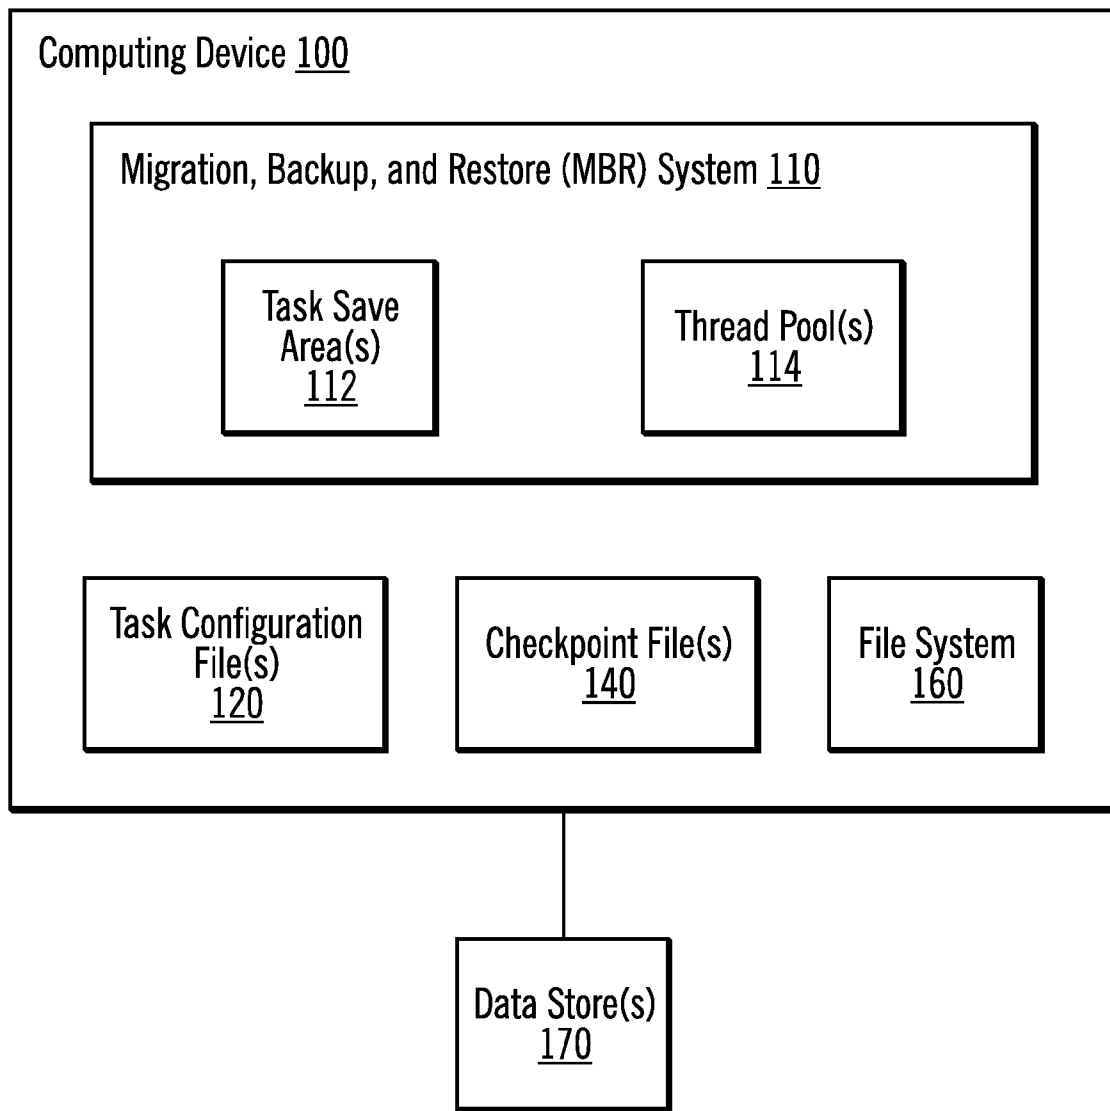 Computing Device 100
Migration, Backup, and Restore (MBR) System 110
Task Save
Area(s)
112
Thread Pool(s)
114
Task Configuration
File(s)
120
Checkpoint File(s)
140
File System
160
Data Store(s)
170